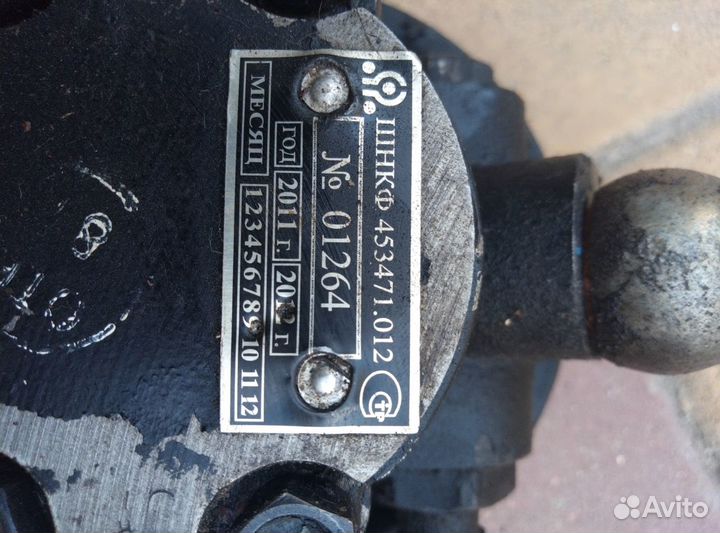 ШНКФ 453471.012
№ 01264
ГОД 2011 г. 2012 г.
МЕСЯЦ 1 2 3 4 5 6 7 8 9 10 11 12
Avito